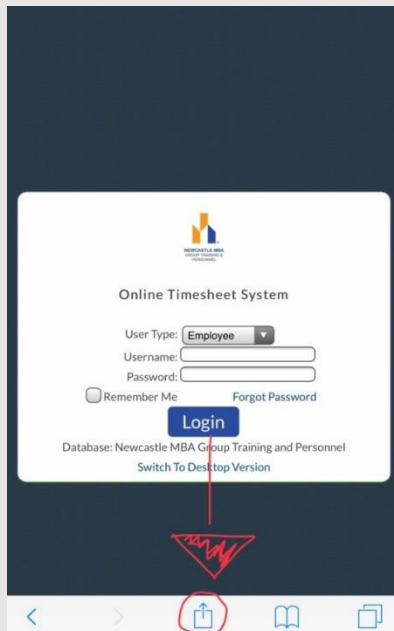 NEWCASTLE MBA
GROUP TRAINING &
PERSONNEL
Online Timesheet System
User Type: Employee
Username:
Password:
Remember Me Forgot Password
Login
Database: Newcastle MBA Group Training and Personnel
Switch To Desktop Version